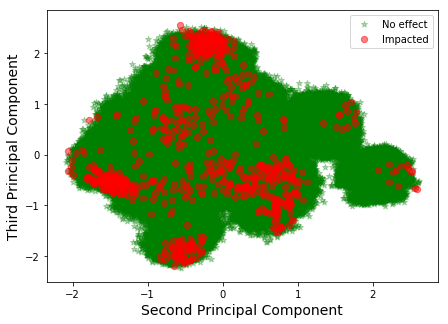 No effect
Impacted
Third Principal Component
2
1
0
−1
−2
−2
−1
0
1
2
Second Principal Component